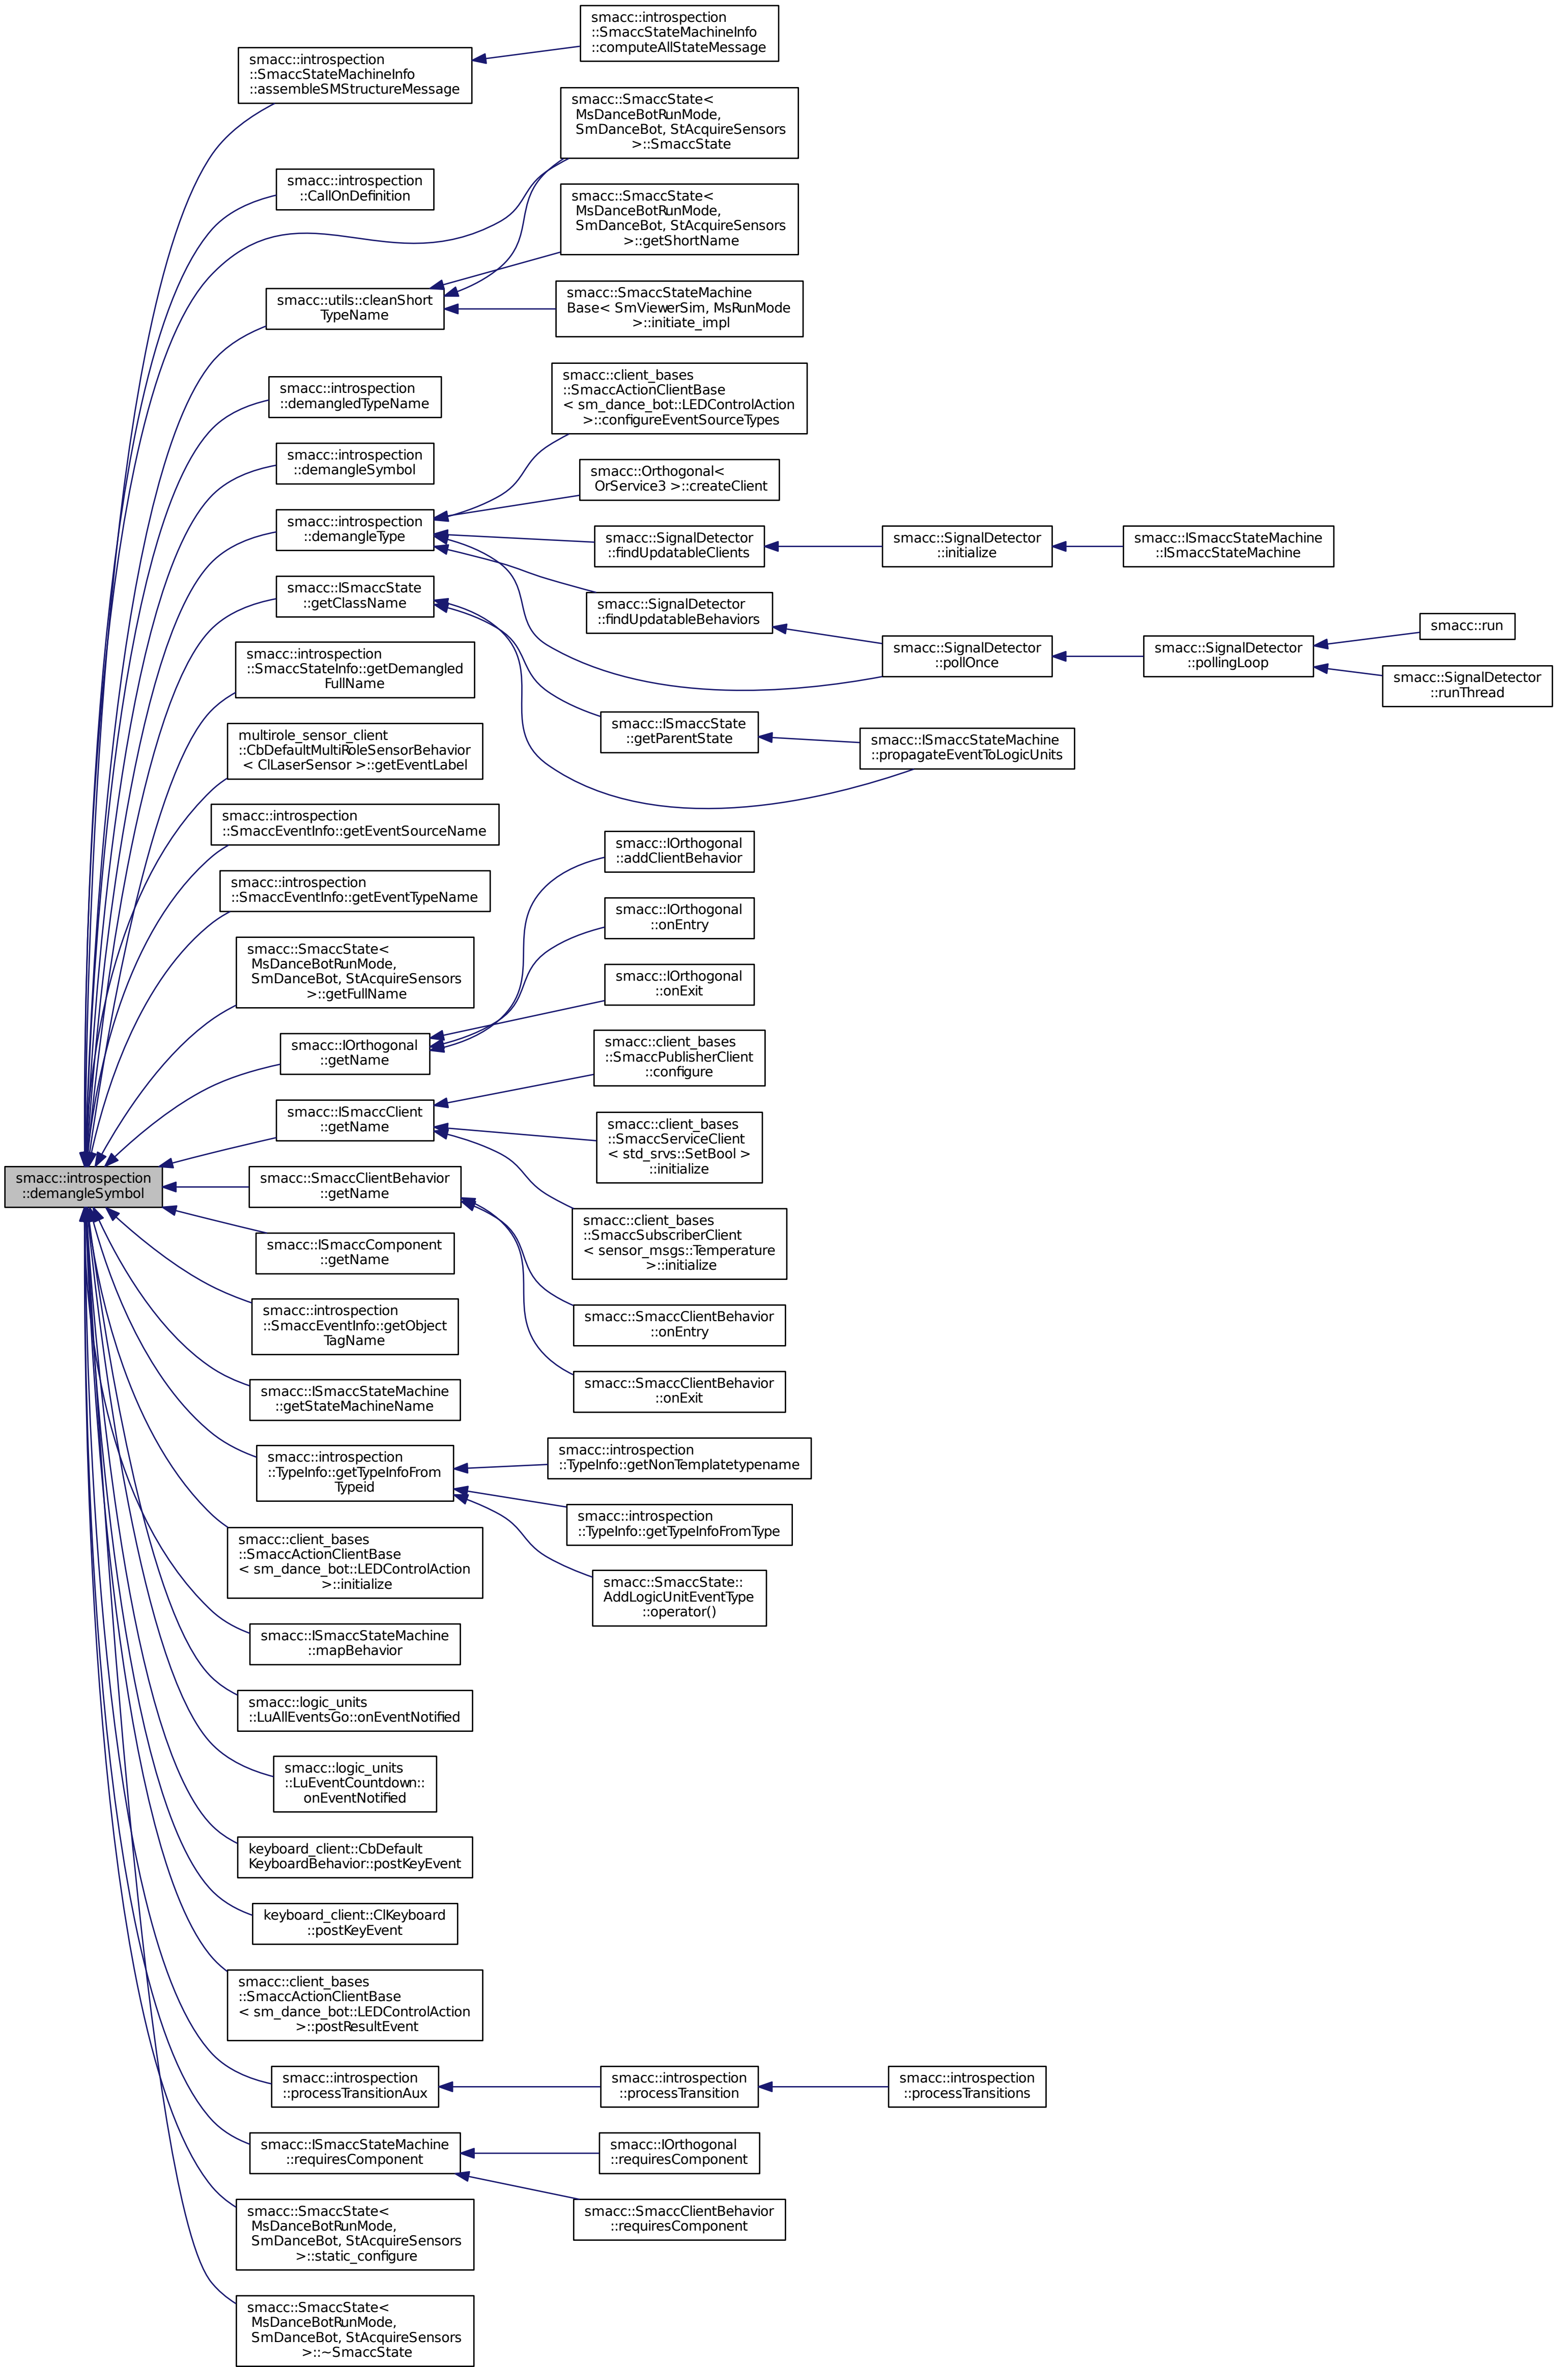 smacc::introspection
::demangleSymbol
smacc::introspection
::SmaccStateMachineInfo
::assembleSMStructureMessage
smacc::introspection
::SmaccStateMachineInfo
::computeAllStateMessage
smacc::introspection
::CallOnDefinition
smacc::SmaccState<
MsDanceBotRunMode,
SmDanceBot, StAcquireSensors
>::SmaccState
smacc::utils::cleanShort
TypeName
smacc::SmaccState<
MsDanceBotRunMode,
SmDanceBot, StAcquireSensors
>::getShortName
smacc::SmaccStateMachine
Base< SmViewerSim, MsRunMode
>::initiate_impl
smacc::introspection
::demangledTypeName
smacc::introspection
::demangleSymbol
smacc::introspection
::demangleType
smacc::client_bases
::SmaccActionClientBase
< sm_dance_bot::LEDControlAction
>::configureEventSourceTypes
smacc::Orthogonal<
OrService3 >::createClient
smacc::SignalDetector
::findUpdatableClients
smacc::SignalDetector
::initialize
smacc::ISmaccStateMachine
::ISmaccStateMachine
smacc::SignalDetector
::findUpdatableBehaviors
smacc::SignalDetector
::pollOnce
smacc::SignalDetector
::pollingLoop
smacc::run
smacc::SignalDetector
::runThread
smacc::ISmaccState
::getClassName
smacc::ISmaccState
::getParentState
smacc::ISmaccStateMachine
::propagateEventToLogicUnits
smacc::introspection
::SmaccStateInfo::getDemangled
FullName
multirole_sensor_client
::CbDefaultMultiRoleSensorBehavior
< ClLaserSensor >::getEventLabel
smacc::introspection
::SmaccEventInfo::getEventSourceName
smacc::introspection
::SmaccEventInfo::getEventTypeName
smacc::SmaccState<
MsDanceBotRunMode,
SmDanceBot, StAcquireSensors
>::getFullName
smacc::IOrthogonal
::getName
smacc::IOrthogonal
::addClientBehavior
smacc::IOrthogonal
::onEntry
smacc::IOrthogonal
::onExit
smacc::ISmaccClient
::getName
smacc::client_bases
::SmaccPublisherClient
::configure
smacc::client_bases
::SmaccServiceClient
< std_srvs::SetBool >
::initialize
smacc::client_bases
::SmaccSubscriberClient
< sensor_msgs::Temperature
>::initialize
smacc::SmaccClientBehavior
::getName
smacc::SmaccClientBehavior
::onEntry
smacc::SmaccClientBehavior
::onExit
smacc::ISmaccComponent
::getName
smacc::introspection
::SmaccEventInfo::getObject
TagName
smacc::ISmaccStateMachine
::getStateMachineName
smacc::introspection
::TypeInfo::getTypeInfoFrom
Typeid
smacc::introspection
::TypeInfo::getNonTemplatetypename
smacc::introspection
::TypeInfo::getTypeInfoFromType
smacc::SmaccState::
AddLogicUnitEventType
::operator()
smacc::client_bases
::SmaccActionClientBase
< sm_dance_bot::LEDControlAction
>::initialize
smacc::ISmaccStateMachine
::mapBehavior
smacc::logic_units
::LuAllEventsGo::onEventNotified
smacc::logic_units
::LuEventCountdown::
onEventNotified
keyboard_client::CbDefault
KeyboardBehavior::postKeyEvent
keyboard_client::ClKeyboard
::postKeyEvent
smacc::client_bases
::SmaccActionClientBase
< sm_dance_bot::LEDControlAction
>::postResultEvent
smacc::introspection
::processTransitionAux
smacc::introspection
::processTransition
smacc::introspection
::processTransitions
smacc::ISmaccStateMachine
::requiresComponent
smacc::IOrthogonal
::requiresComponent
smacc::SmaccClientBehavior
::requiresComponent
smacc::SmaccState<
MsDanceBotRunMode,
SmDanceBot, StAcquireSensors
>::static_configure
smacc::SmaccState<
MsDanceBotRunMode,
SmDanceBot, StAcquireSensors
>::~SmaccState